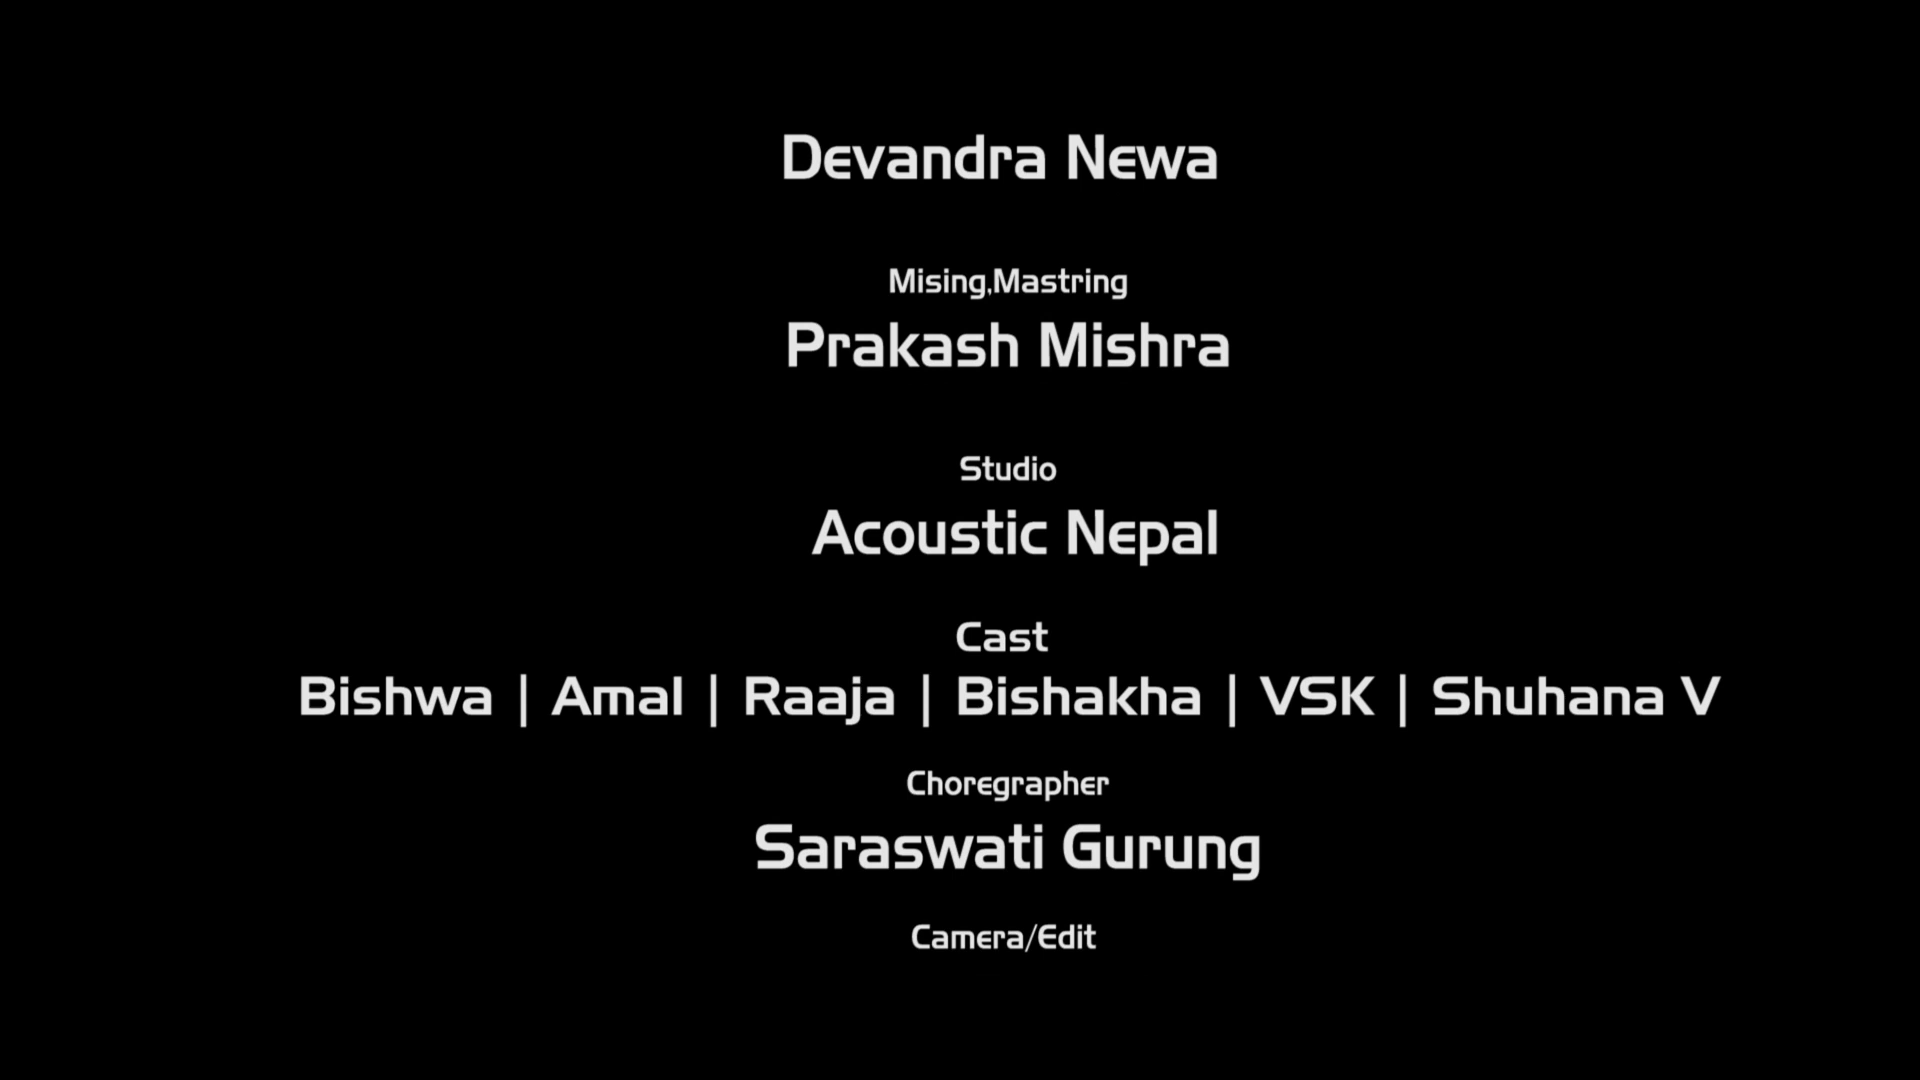 Devandra Newa
Mising,Mastring
Prakash Mishra
Studio
Acoustic Nepal
Cast
Bishwa | Amal | Raaja | Bishakha | VSK | Shuhana V
Choregrapher
Saraswati Gurung
Camera/Edit